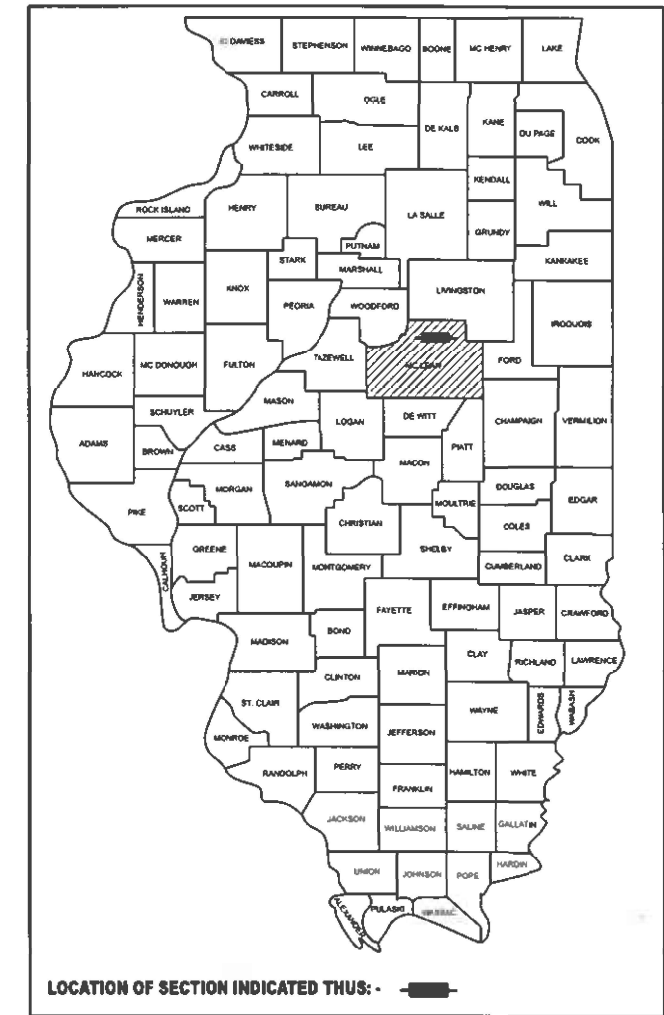 DAVIESS
STEPHENSON
WINNEBAGO
BOONE
MC HENRY
LAKE
CARROLL
OGLE
DE KALB
KANE
DU PAGE
COOK
WHITESIDE
LEE
KENDALL
WILL
ROCK ISLAND
HENRY
BUREAU
LA SALLE
GRUNDY
MERCER
PUTNAM
STARK
MARSHALL
KANKAKEE
HENDERSON
WARREN
KNOX
PEORIA
WOODFORD
LIVINGSTON
IROQUOIS
HANCOCK
MC DONOUGH
FULTON
TAZEWELL
MC LEAN
FORD
MASON
SCHUYLER
LOGAN
DE WITT
CHAMPAIGN
VERMILION
ADAMS
BROWN
CASS
MENARD
MACON
PIATT
PIKE
SCOTT
MORGAN
SANGAMON
CHRISTIAN
MOULTRIE
DOUGLAS
EDGAR
COLES
CALHOUN
GREENE
MACOUPIN
MONTGOMERY
SHELBY
CUMBERLAND
CLARK
JERSEY
FAYETTE
EFFINGHAM
JASPER
CRAWFORD
MADISON
BOND
CLAY
RICHLAND
LAWRENCE
CLINTON
MARION
ST. CLAIR
WAYNE
EDWARDS
WABASH
WASHINGTON
JEFFERSON
MONROE
RANDOLPH
PERRY
HAMILTON
WHITE
FRANKLIN
JACKSON
WILLIAMSON
SALINE
GALLATIN
UNION
JOHNSON
POPE
HARDIN
ALEXANDER
PULASKI
LOCATION OF SECTION INDICATED THUS: -